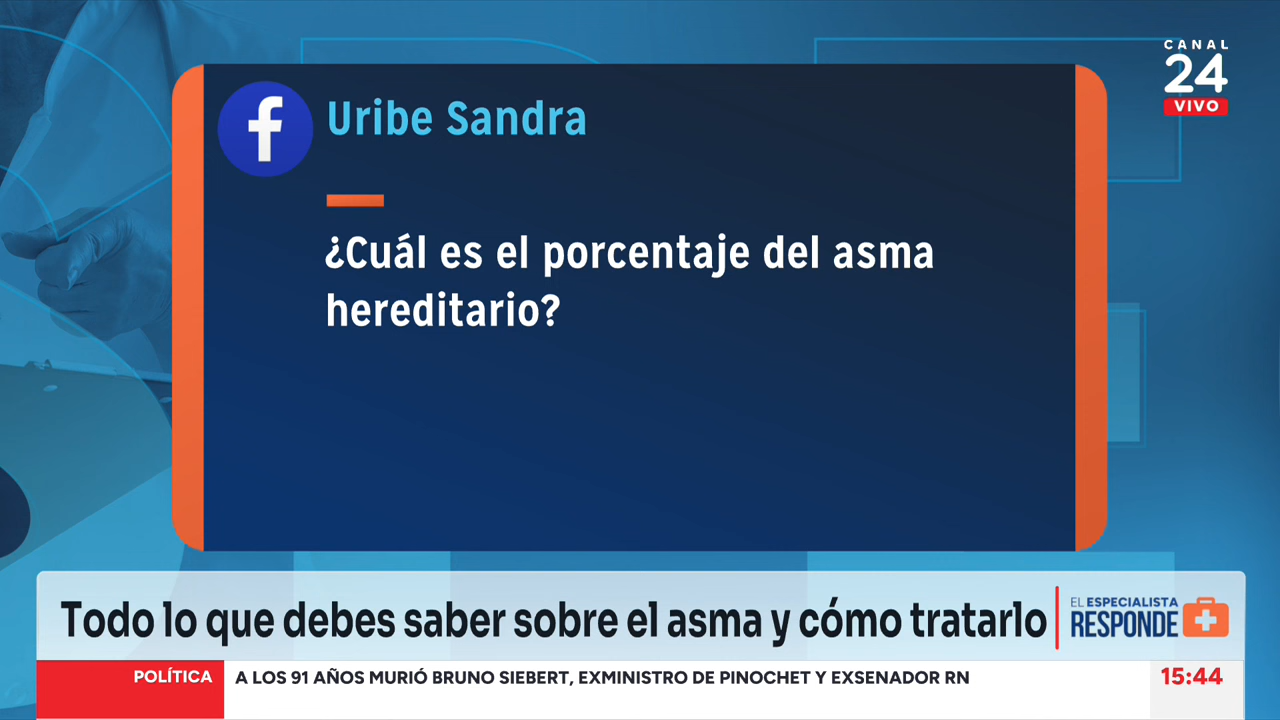 CANAL
24
VIVO
f
Uribe Sandra
¿Cuál es el porcentaje del asma
hereditario?
Todo lo que debes saber sobre el asma y cómo tratarlo
EL ESPECIALISTA
RESPONDE
POLÍTICA
A LOS 91 AÑOS MURIÓ BRUNO SIEBERT, EXMINISTRO DE PINOCHET Y EXSENADOR RN
15:44